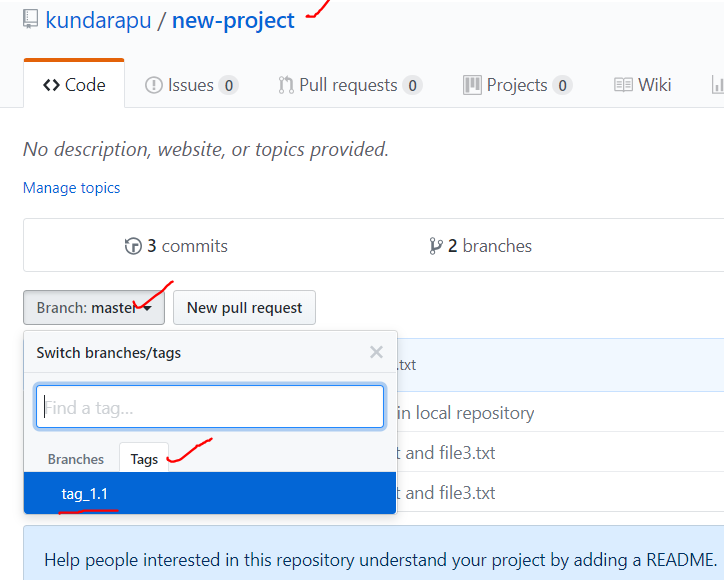 kundarapu / new-project
Code Issues 0 Pull requests 0 Projects 0 Wiki
No description, website, or topics provided.
Manage topics
3 commits 2 branches
Branch: master New pull request
Switch branches/tags
.txt
Find a tag...
in local repository
Branches Tags
t and file3.txt
tag_1.1
t and file3.txt
Help people interested in this repository understand your project by adding a README.